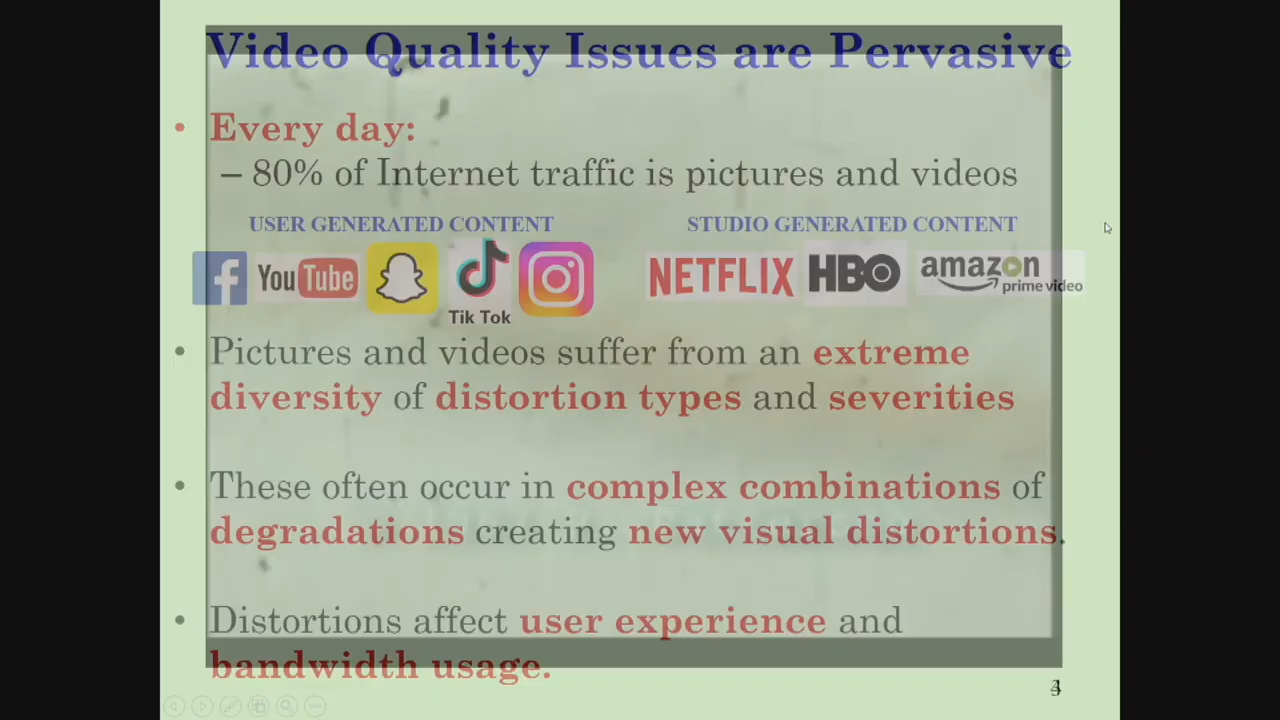 Video Quality Issues are Pervasive
• Every day:
– 80% of Internet traffic is pictures and videos
USER GENERATED CONTENT
STUDIO GENERATED CONTENT
f YouTube Tik Tok
NETFLIX HBO amazon prime video
• Pictures and videos suffer from an extreme
diversity of distortion types and severities
• These often occur in complex combinations of
degradations creating new visual distortions.
• Distortions affect user experience and
bandwidth usage.